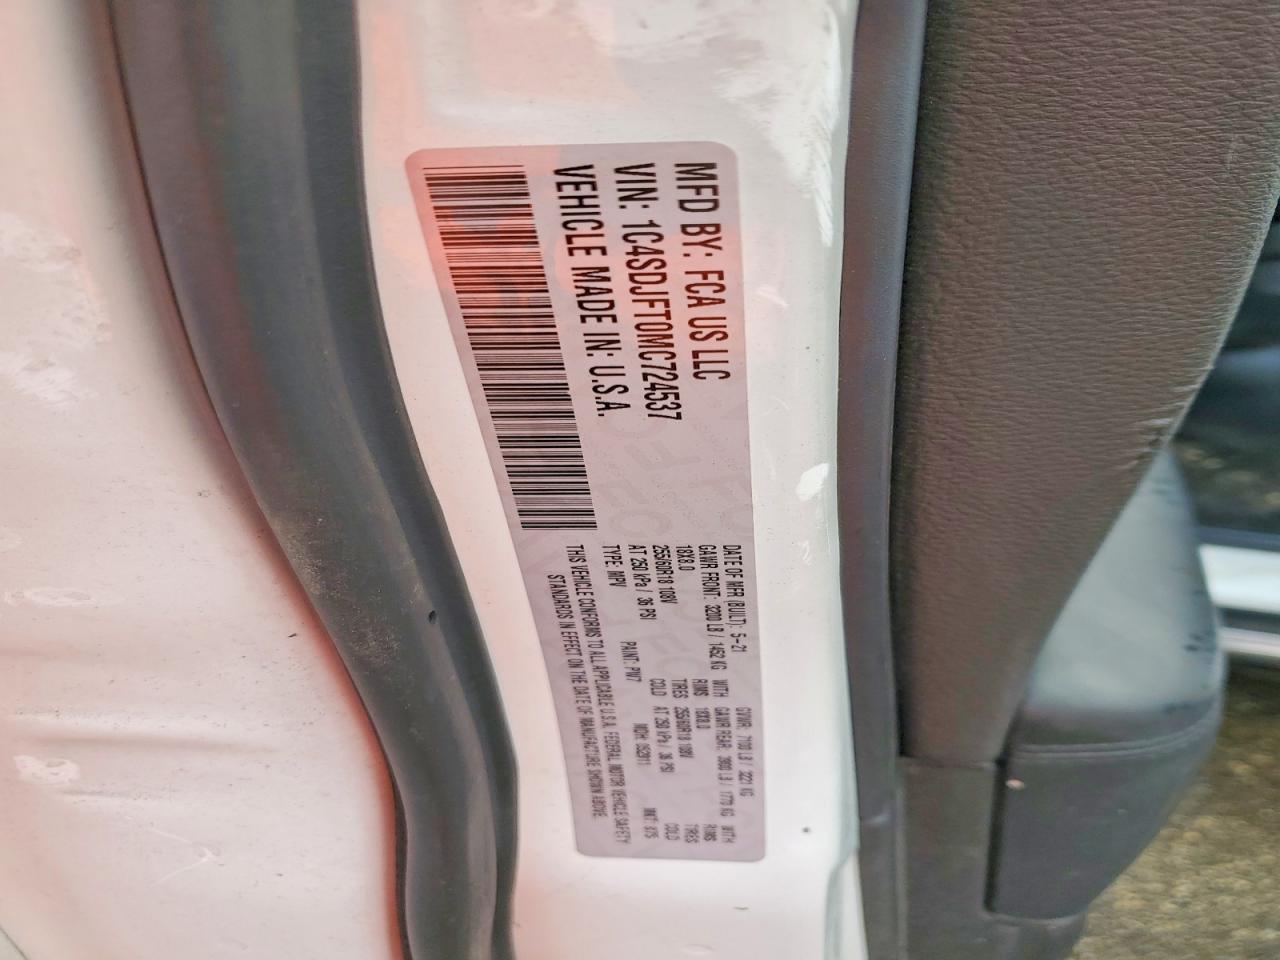 MFD BY: FCA US LLC
VIN: 1C4SDJFT0MC724537
VEHICLE MADE IN: U.S.A.
DATE OF MFR (BUILT): 5-21 GVWR: 7100 LB / 3221 KG
GAWR FRONT: 3200 LB / 1452 KG WITH GAWR REAR: 3900 LB / 1770 KG WITH
18X8.0 RIMS 18X8.0 RIMS
255/60R18 108V TIRES 255/60R18 108V TIRES
AT 250 kPa / 36 PSI COLD AT 250 kPa / 36 PSI COLD
TYPE: MPV PAINT: PW7 MDH: MKT:
THIS VEHICLE CONFORMS TO ALL APPLICABLE U.S.A. FEDERAL MOTOR VEHICLE SAFETY
STANDARDS IN EFFECT ON THE DATE OF MANUFACTURE SHOWN ABOVE.